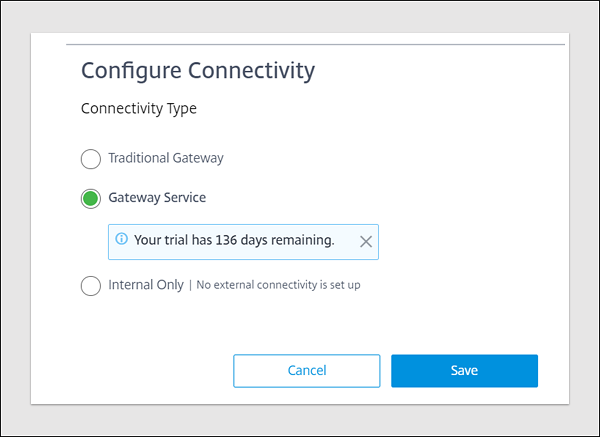 Configure Connectivity
Connectivity Type
Traditional Gateway
Gateway Service
Your trial has 136 days remaining.
Internal Only | No external connectivity is set up
Cancel Save